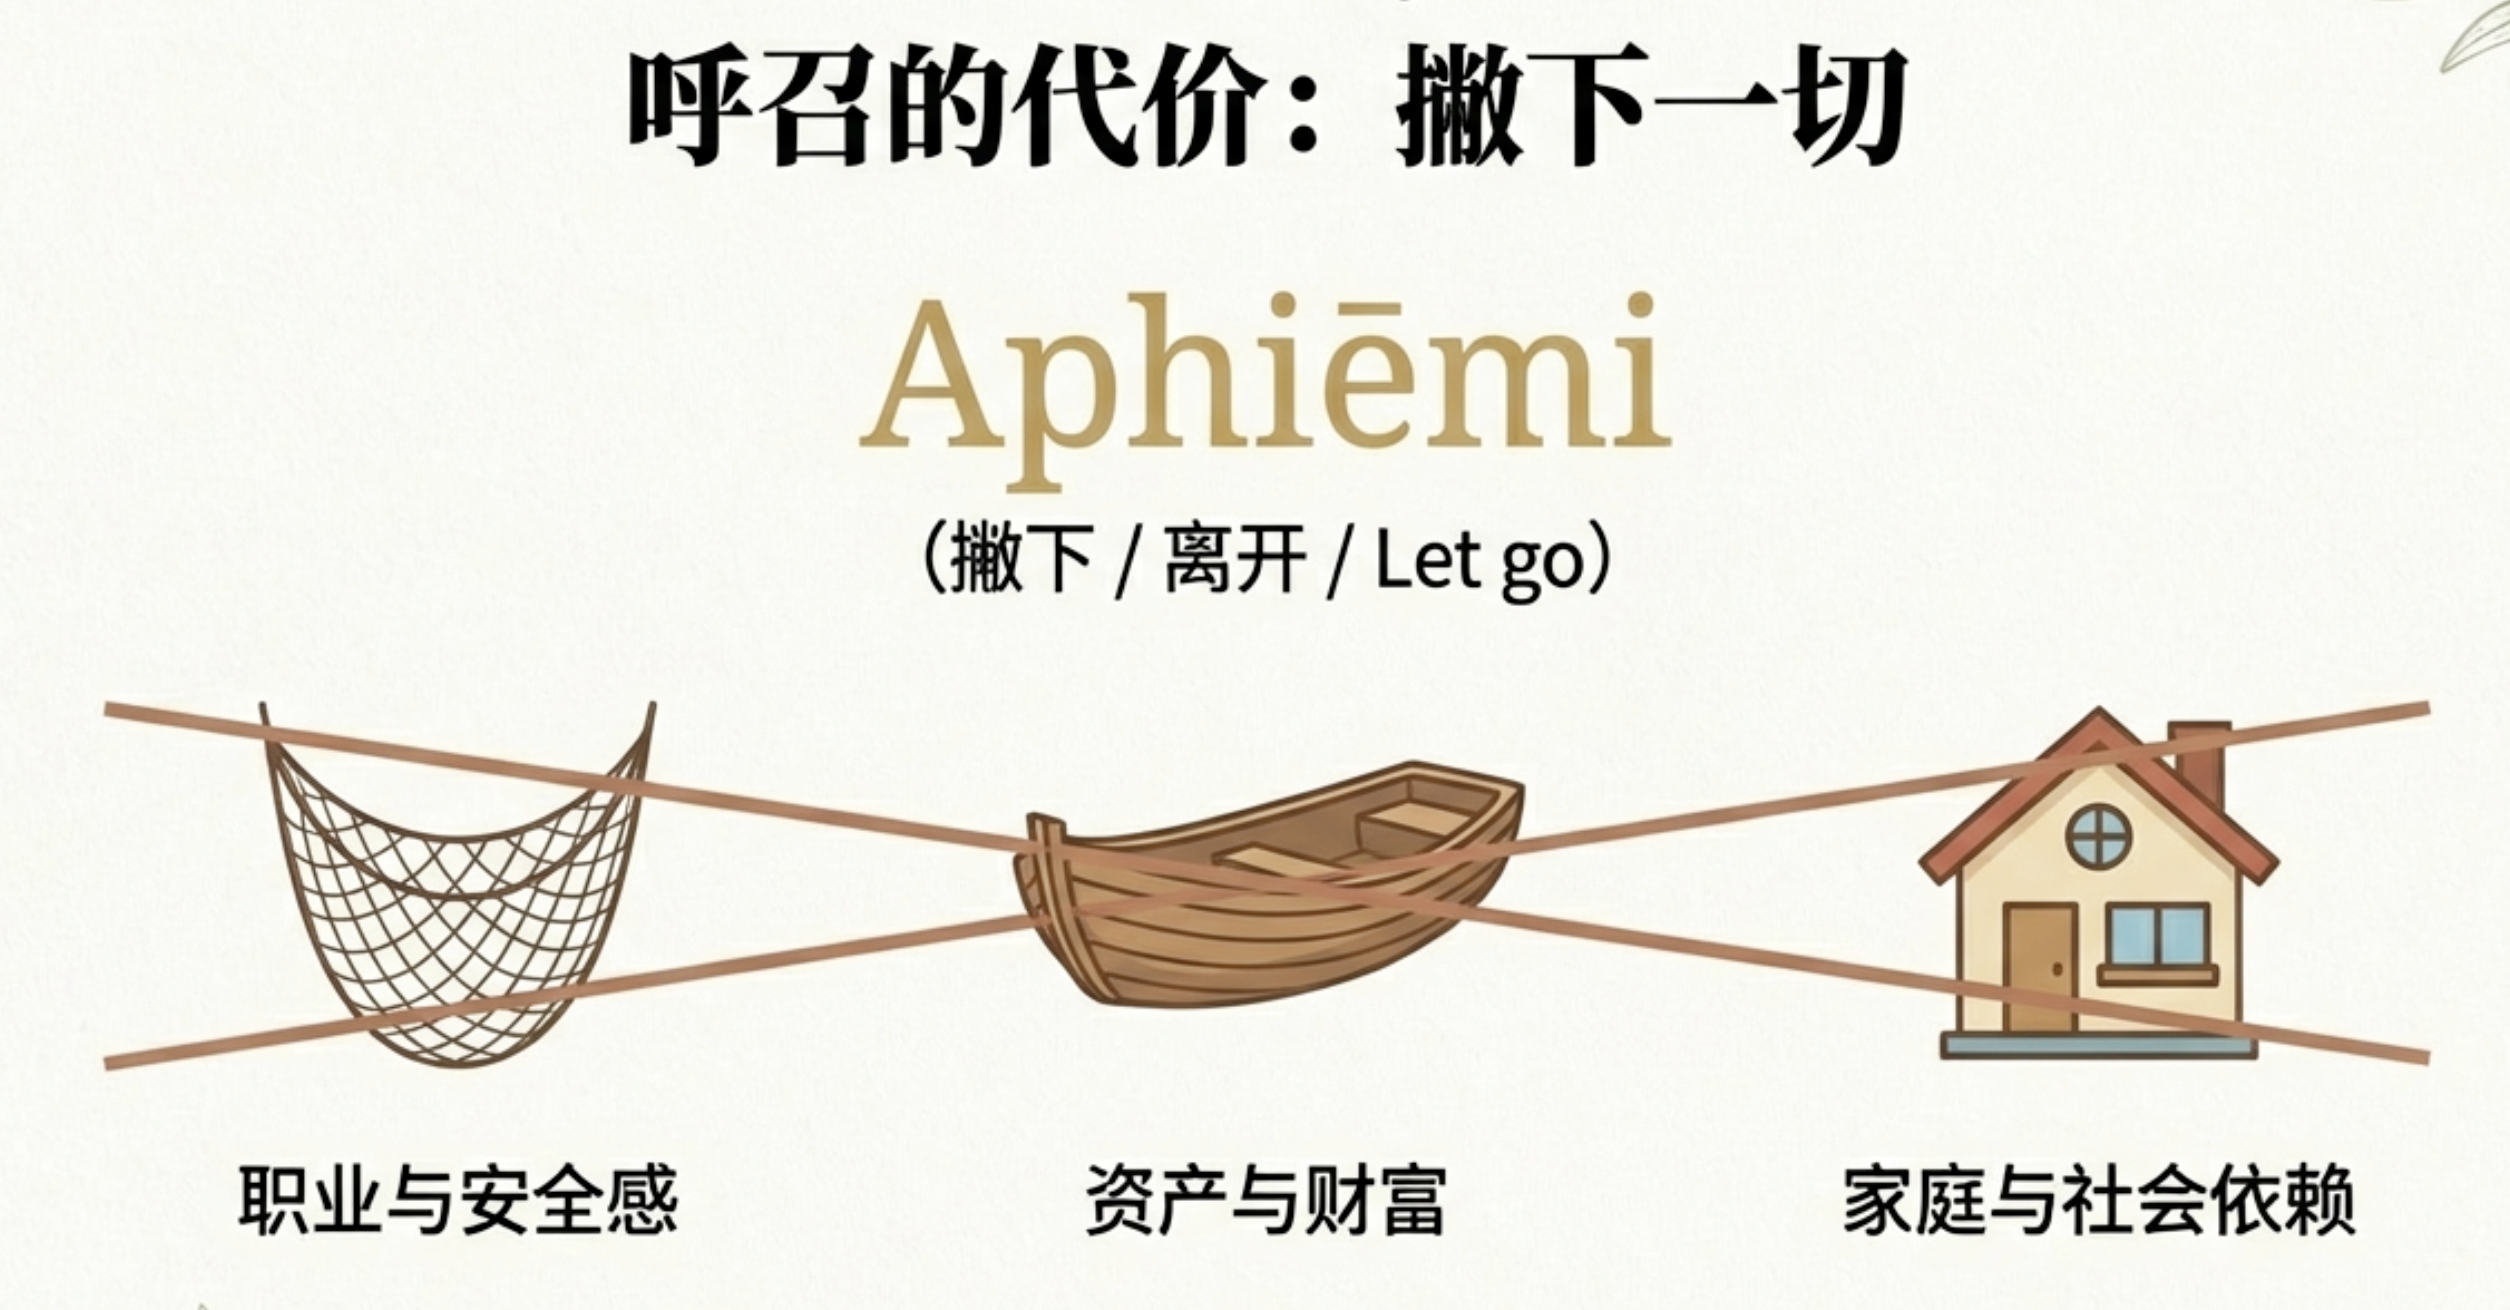 呼召的代价：撇下一切
Aphiēmi
（撇下 / 离开 / Let go）
职业与安全感
资产与财富
家庭与社会依赖